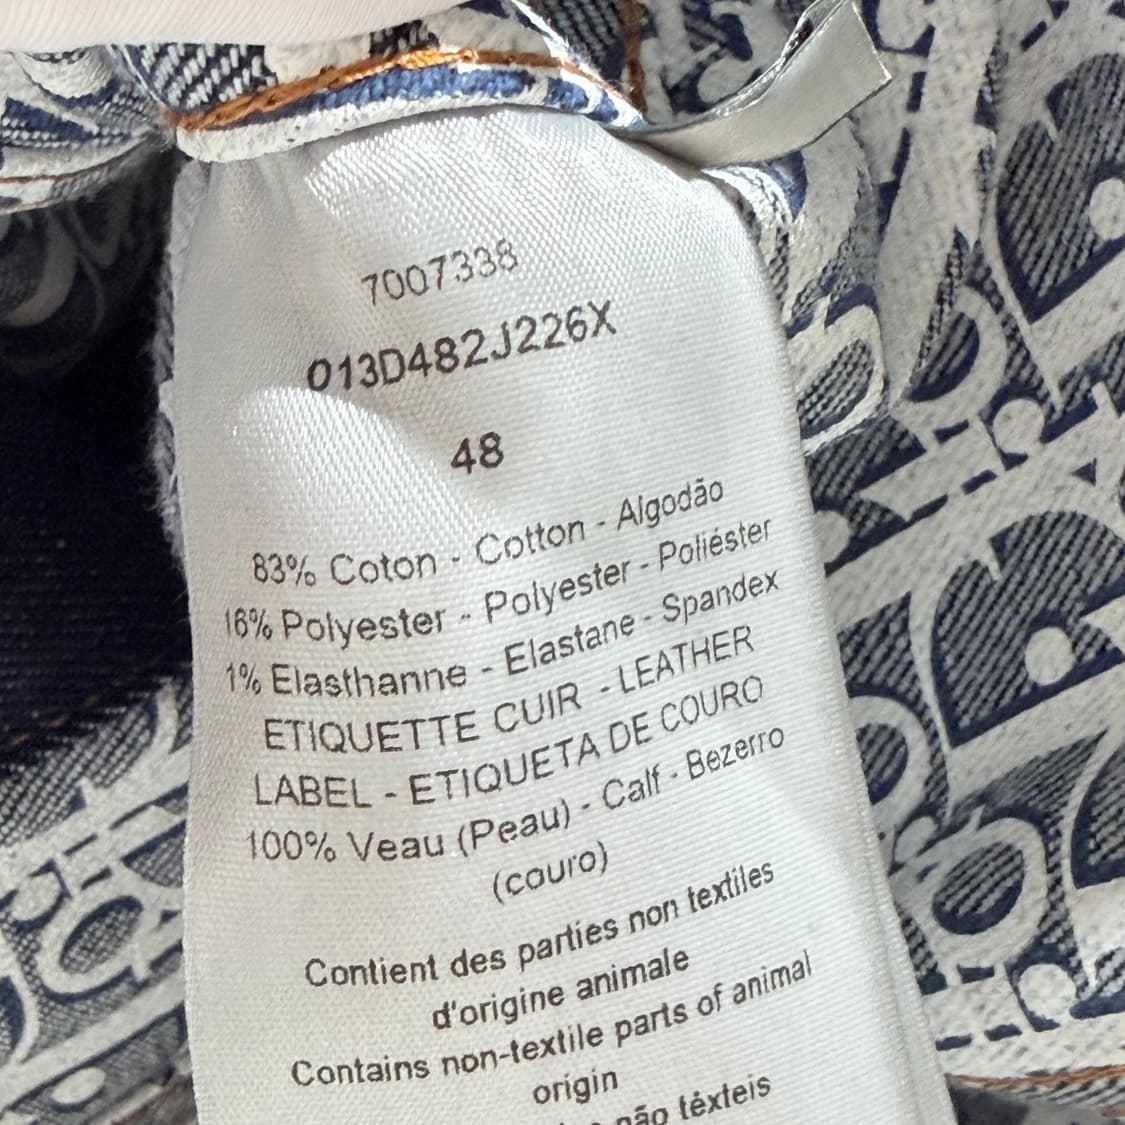 7007338
013D482J226X
48
83% Coton - Cotton - Algodão
16% Polyester - Polyester - Poliéster
1% Elasthanne - Elastane - Spandex
ETIQUETTE CUIR - LEATHER
LABEL - ETIQUETA DE COURO
100% Veau (Peau) - Calf - Bezerro
(couro)
Contient des parties non textiles
d'origine animale
Contains non-textile parts of animal
origin
não têxteis